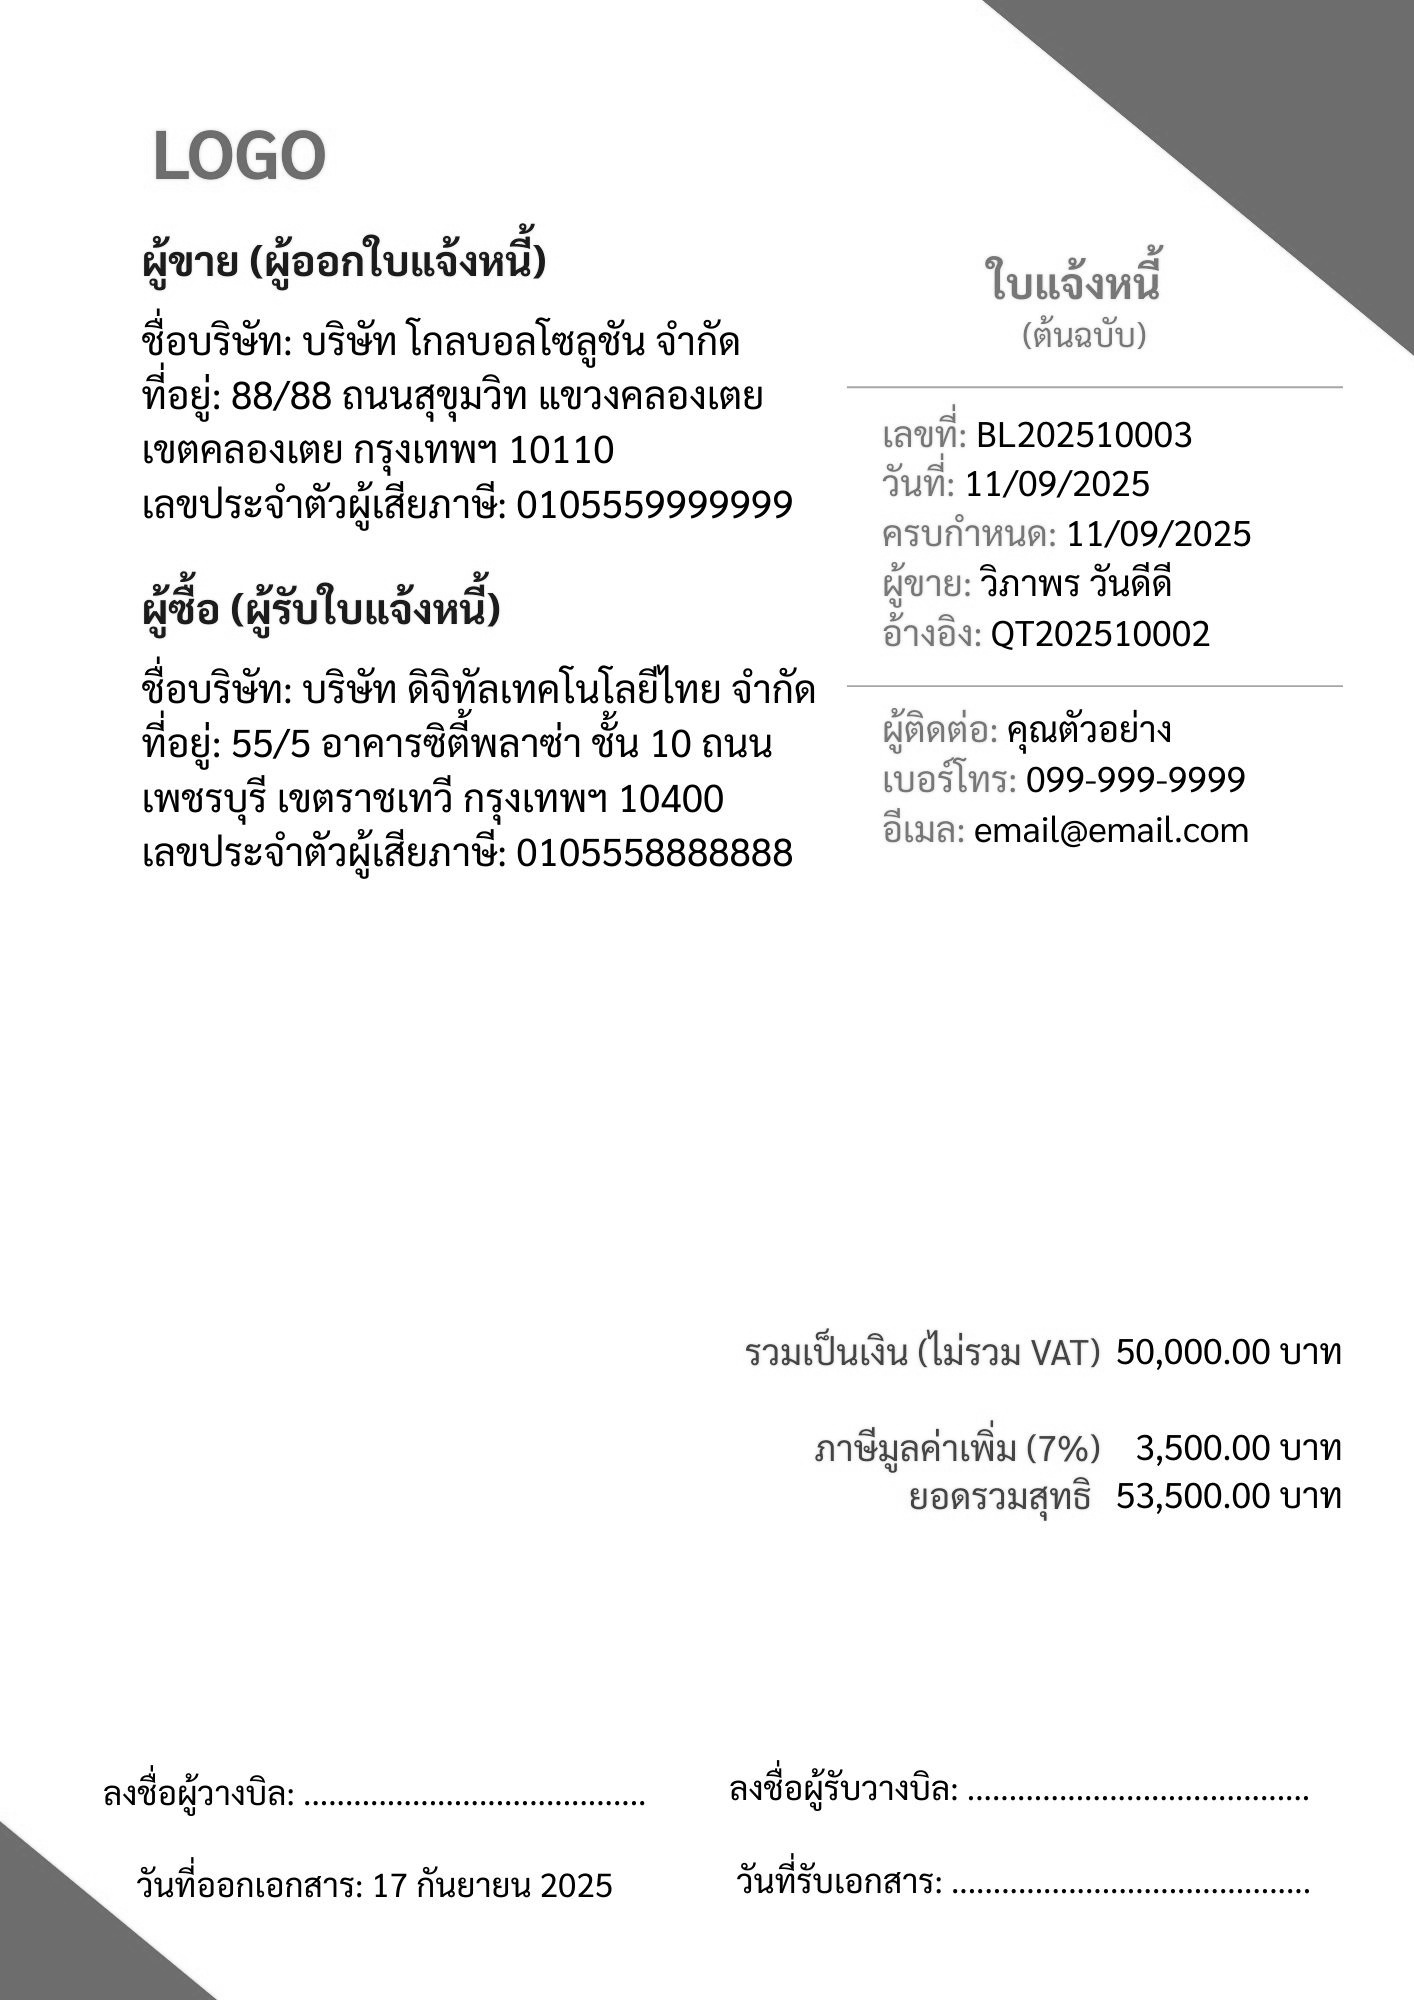 LOGO
ผู้ขาย (ผู้ออกใบแจ้งหนี้)
ชื่อบริษัท: บริษัท โกลบอลโซลูชัน จำกัด
ที่อยู่: 88/88 ถนนสุขุมวิท แขวงคลองเตย
เขตคลองเตย กรุงเทพฯ 10110
เลขประจำตัวผู้เสียภาษี: 0105559999999
ผู้ซื้อ (ผู้รับใบแจ้งหนี้)
ชื่อบริษัท: บริษัท ดิจิทัลเทคโนโลยีไทย จำกัด
ที่อยู่: 55/5 อาคารซิตี้พลาซ่า ชั้น 10 ถนน
เพชรบุรี เขตราชเทวี กรุงเทพฯ 10400
เลขประจำตัวผู้เสียภาษี: 0105558888888
ใบแจ้งหนี้
(ต้นฉบับ)
เลขที่: BL202510003
วันที่: 11/09/2025
ครบกำหนด: 11/09/2025
ผู้ขาย: วิภาพร วันดีดี
อ้างอิง: QT202510002
ผู้ติดต่อ: คุณตัวอย่าง
เบอร์โทร: 099-999-9999
อีเมล: email@email.com
รวมเป็นเงิน (ไม่รวม VAT) 50,000.00 บาท
ภาษีมูลค่าเพิ่ม (7%) 3,500.00 บาท
ยอดรวมสุทธิ 53,500.00 บาท
ลงชื่อผู้วางบิล: .........................................
วันที่ออกเอกสาร: 17 กันยายน 2025
ลงชื่อผู้รับวางบิล: .........................................
วันที่รับเอกสาร: ...........................................